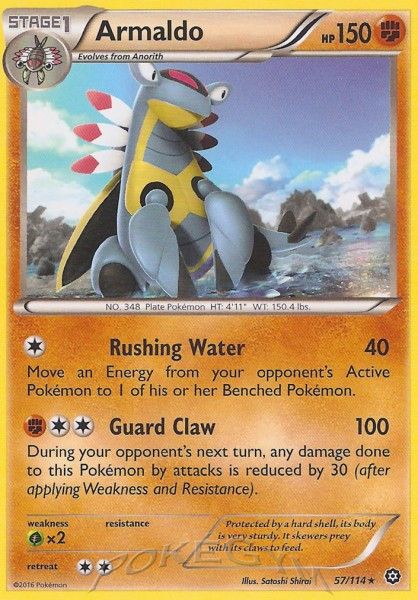 STAGE1 Armaldo HP150
Evolves from Anorith
NO. 348 Plate Pokémon HT: 4'11" WT: 150.4 lbs.
Rushing Water 40
Move an Energy from your opponent's Active
Pokémon to 1 of his or her Benched Pokémon.
Guard Claw 100
During your opponent's next turn, any damage done
to this Pokémon by attacks is reduced by 30 (after
applying Weakness and Resistance).
weakness resistance
×2
Protected by a hard shell, its body
is very sturdy. It skewers prey
with its claws to feed.
retreat
©2016 Pokémon Illus. Satoshi Shirai 57/114★